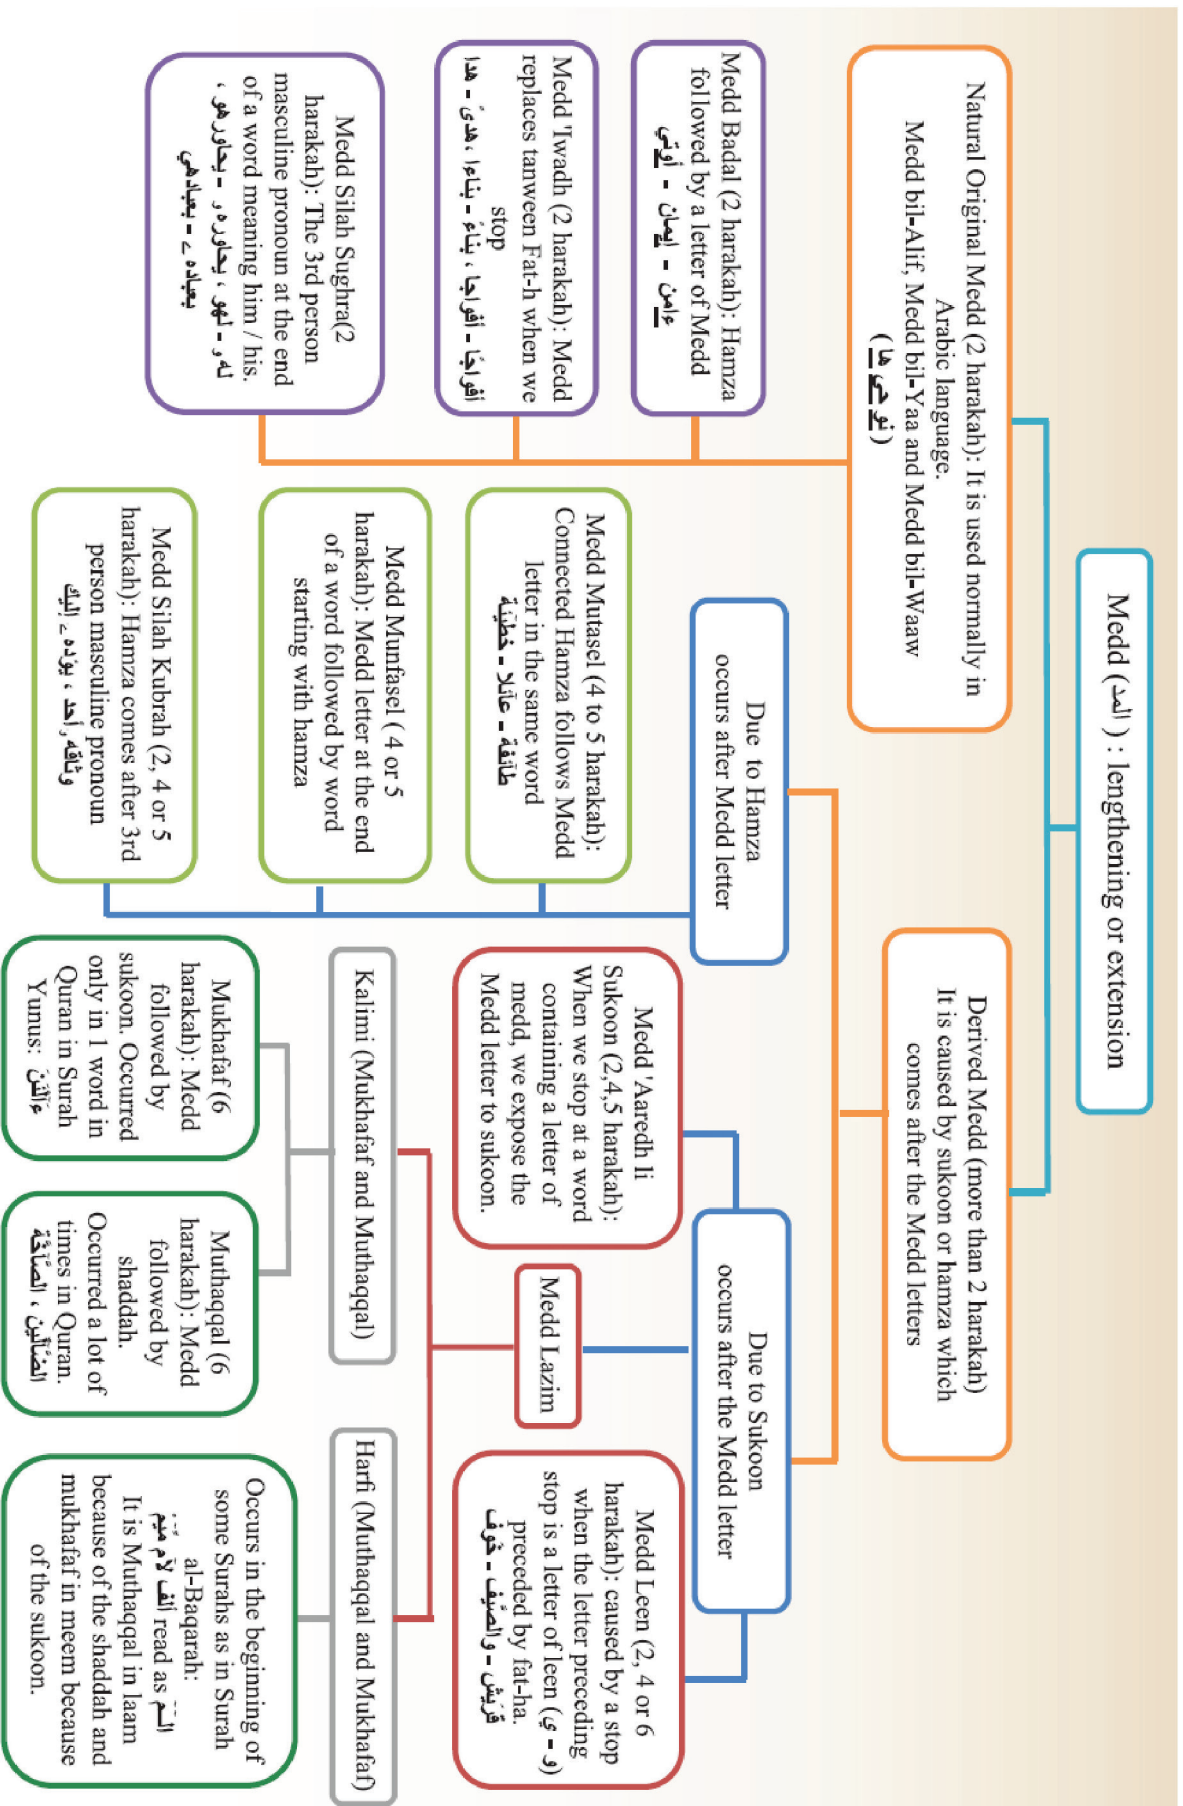 Medd (المد ) : lengthening or extension
Natural Original Medd (2 harakah): It is used normally in
Arabic language.
Medd bil-Alif, Medd bil-Yaa and Medd bil-Waaw
( نوحيها )
Derived Medd (more than 2 harakah)
It is caused by sukoon or hamza which
comes after the Medd letters
Medd Badal (2 harakah): Hamza
followed by a letter of Medd
ءامن - إيمان - أوتي
Medd 'Iwadh (2 harakah): Medd
replaces tanween Fat-h when we
stop
أفواجًا - أفواجا ، بناءً - بناءا ، هدىً - هدا
Medd Silah Sughra(2
harakah): The 3rd person
masculine pronoun at the end
of a word meaning him / his.
له و - لهو ، يحاوره و - يحاورهو ،
بعباده ے - بعبادهي
Due to Hamza
occurs after Medd letter
Medd Mutasel (4 to 5 harakah):
Connected Hamza follows Medd
letter in the same word
طآئفة - عآئلا - خطيٓئة
Medd Munfasel ( 4 or 5
harakah): Medd letter at the end
of a word followed by word
starting with hamza
Medd Silah Kubrah (2, 4 or 5
harakah): Hamza comes after 3rd
person masculine pronoun
وثاقه و أحد ، يؤده ے إليك
Due to Sukoon
occurs after the Medd letter
Medd 'Aaredh li
Sukoon (2,4,5 harakah):
When we stop at a word
containing a letter of
medd, we expose the
Medd letter to sukoon.
Medd Lazim
Medd Leen (2, 4 or 6
harakah): caused by a stop
when the letter preceding
stop is a letter of leen (و - ي)
preceded by fat-ha.
قريْش - والصيْف - خوْف
Kalimi (Mukhafaf and Muthaqqal)
Harfi (Muthaqqal and Mukhafaf)
Mukhafaf (6
harakah): Medd
followed by
sukoon. Occurred
only in 1 word in
Quran in Surah
Yunus: ءَآلْـَٰٔنَ
Muthaqqal (6
harakah): Medd
followed by
shaddah.
Occurred a lot of
times in Quran.
الضآلّين ، الصآخّة
Occurs in the beginning of
some Surahs as in Surah
al-Baqarah:
الٓمٓ read as ألف لآم مّيٓمْ
It is Muthaqqal in laam
because of the shaddah and
mukhafaf in meem because
of the sukoon.